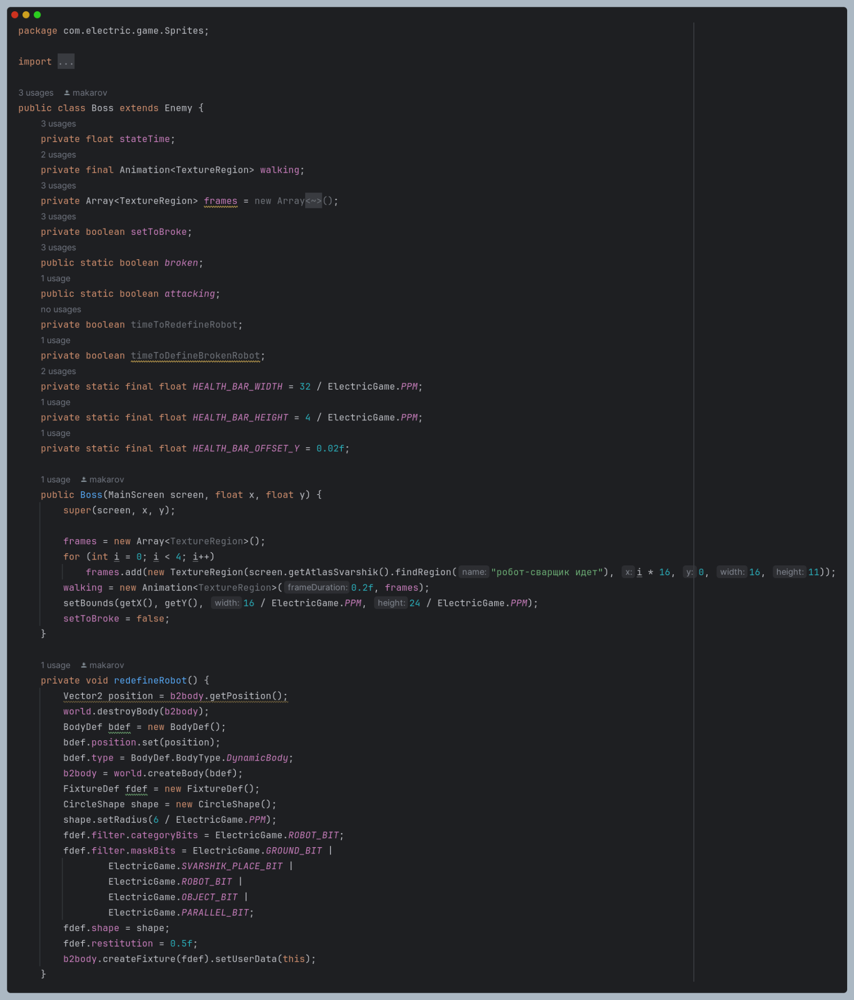 package com.electric.game.Sprites;
import ...
3 usages makarov
public class Boss extends Enemy {
3 usages
private float stateTime;
2 usages
private final Animation<TextureRegion> walking;
3 usages
private Array<TextureRegion> frames = new Array<~>();
3 usages
private boolean setToBroke;
3 usages
public static boolean broken;
1 usage
public static boolean attacking;
no usages
private boolean timeToRedefineRobot;
1 usage
private boolean timeToDefineBrokenRobot;
2 usages
private static final float HEALTH_BAR_WIDTH = 32 / ElectricGame.PPM;
1 usage
private static final float HEALTH_BAR_HEIGHT = 4 / ElectricGame.PPM;
1 usage
private static final float HEALTH_BAR_OFFSET_Y = 0.02f;
1 usage makarov
public Boss(MainScreen screen, float x, float y) {
super(screen, x, y);
frames = new Array<TextureRegion>();
for (int i = 0; i < 4; i++)
frames.add(new TextureRegion(screen.getAtlasSvarshik().findRegion( name: "робот-сварщик идет"), x: i * 16, y: 0, width: 16, height: 11));
walking = new Animation<TextureRegion>( frameDuration: 0.2f, frames);
setBounds(getX(), getY(), width: 16 / ElectricGame.PPM, height: 24 / ElectricGame.PPM);
setToBroke = false;
}
1 usage makarov
private void redefineRobot() {
Vector2 position = b2body.getPosition();
world.destroyBody(b2body);
BodyDef bdef = new BodyDef();
bdef.position.set(position);
bdef.type = BodyDef.BodyType.DynamicBody;
b2body = world.createBody(bdef);
FixtureDef fdef = new FixtureDef();
CircleShape shape = new CircleShape();
shape.setRadius(6 / ElectricGame.PPM);
fdef.filter.categoryBits = ElectricGame.ROBOT_BIT;
fdef.filter.maskBits = ElectricGame.GROUND_BIT |
ElectricGame.SVARSHIK_PLACE_BIT |
ElectricGame.ROBOT_BIT |
ElectricGame.OBJECT_BIT |
ElectricGame.PARALLEL_BIT;
fdef.shape = shape;
fdef.restitution = 0.5f;
b2body.createFixture(fdef).setUserData(this);
}